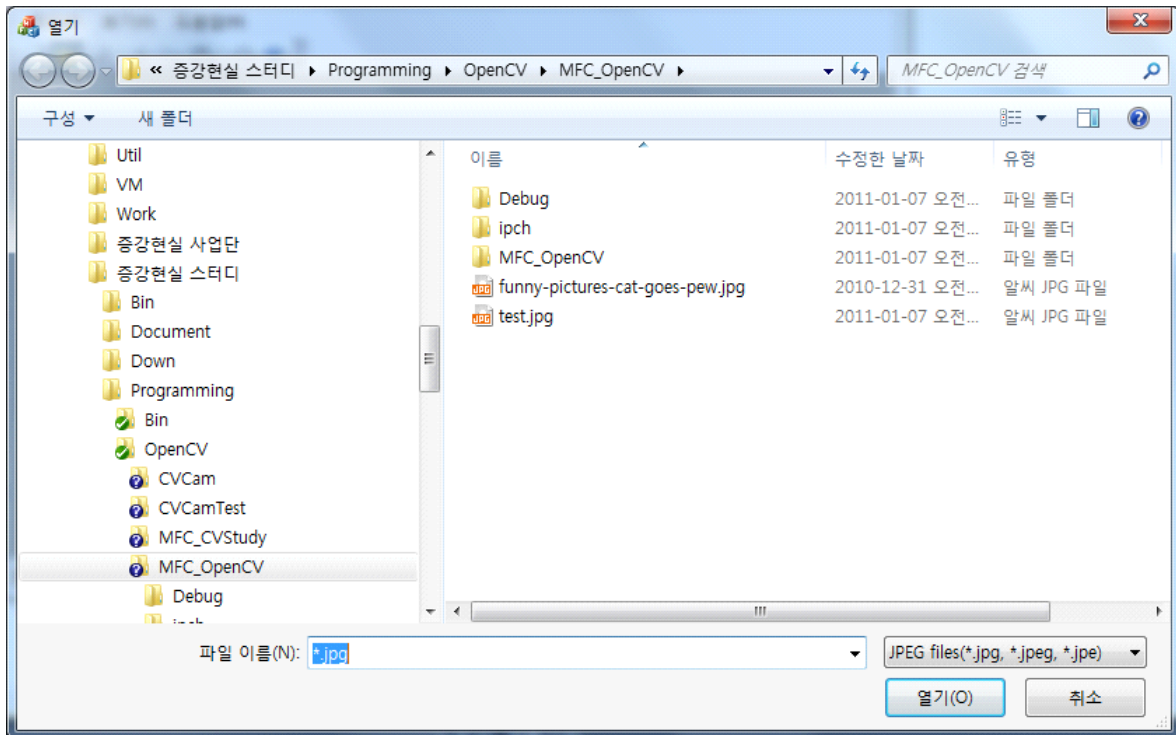 열기
« 증강현실 스터디 ▸ Programming ▸ OpenCV ▸ MFC_OpenCV ▸
MFC_OpenCV 검색
구성 새 폴더
Util
VM
Work
증강현실 사업단
증강현실 스터디
Bin
Document
Down
Programming
Bin
OpenCV
CVCam
CVCamTest
MFC_CVStudy
MFC_OpenCV
Debug
이름 수정한 날짜 유형
Debug 2011-01-07 오전... 파일 폴더
ipch 2011-01-07 오전... 파일 폴더
MFC_OpenCV 2011-01-07 오전... 파일 폴더
funny-pictures-cat-goes-pew.jpg 2010-12-31 오전... 알씨 JPG 파일
test.jpg 2011-01-07 오전... 알씨 JPG 파일
파일 이름(N): *.jpg JPEG files(*.jpg, *.jpeg, *.jpe)
열기(O) 취소